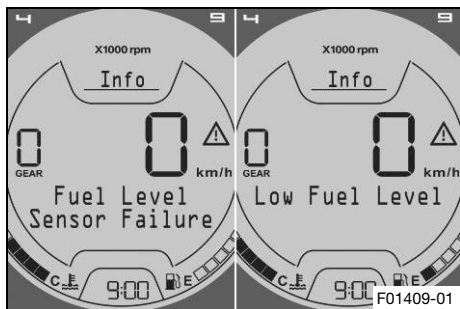 4 9
X1000 rpm
Info
0 0
GEAR km/h
Fuel Level
Sensor Failure
C E
9:00
4 9
X1000 rpm
Info
0 0
GEAR km/h
Low Fuel Level
C E
9:00
F01409-01